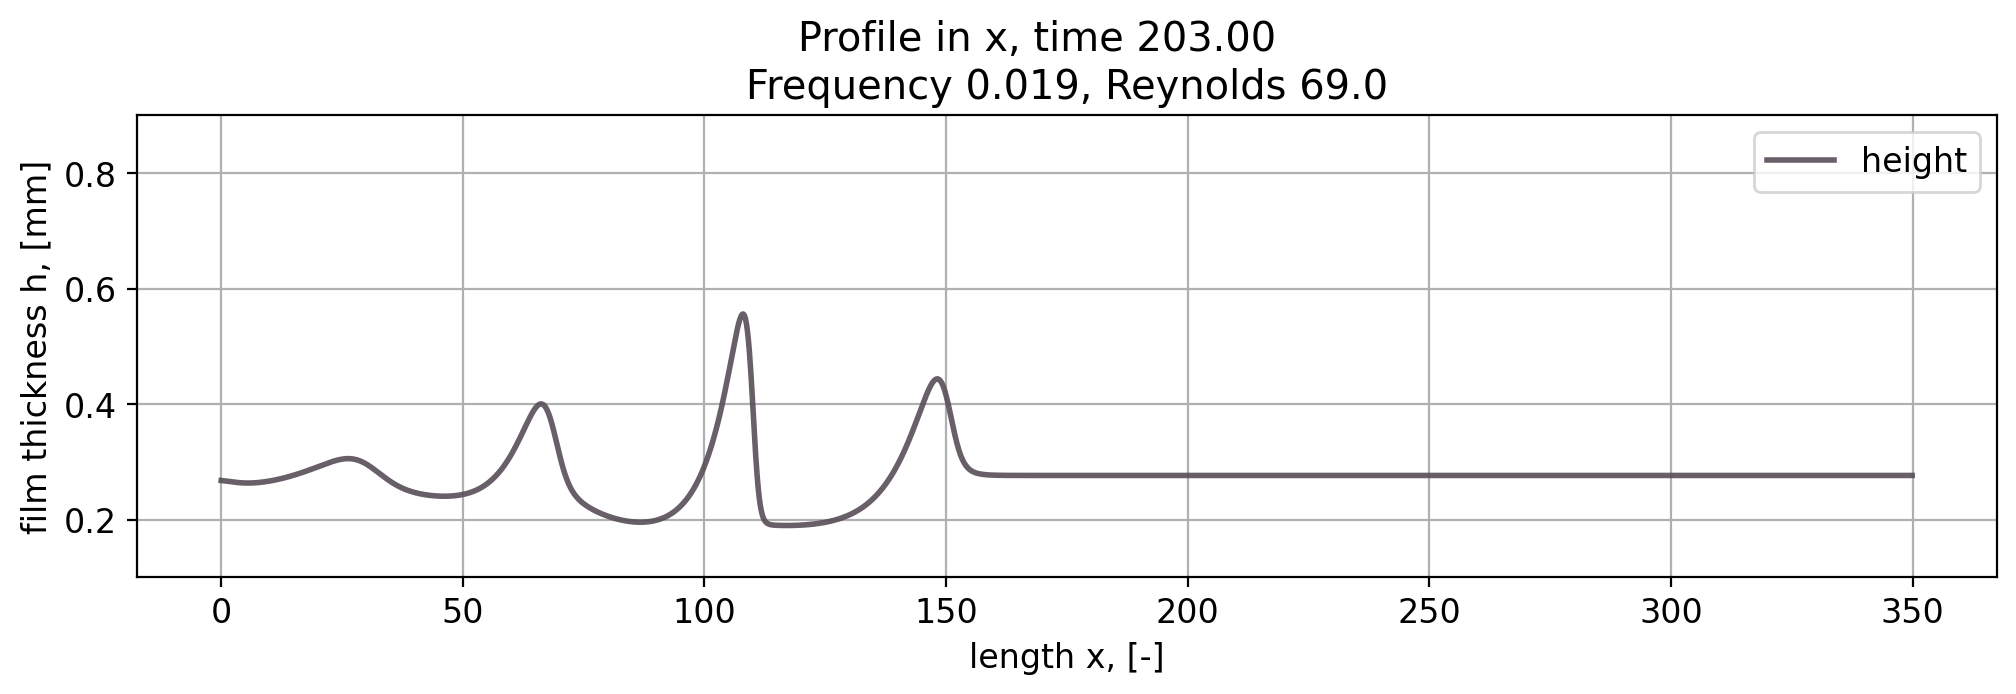 Profile in x, time 203.00
Frequency 0.019, Reynolds 69.0
height
film thickness h, [mm]
0.8
0.6
0.4
0.2
0 50 100 150 200 250 300 350
length x, [-]